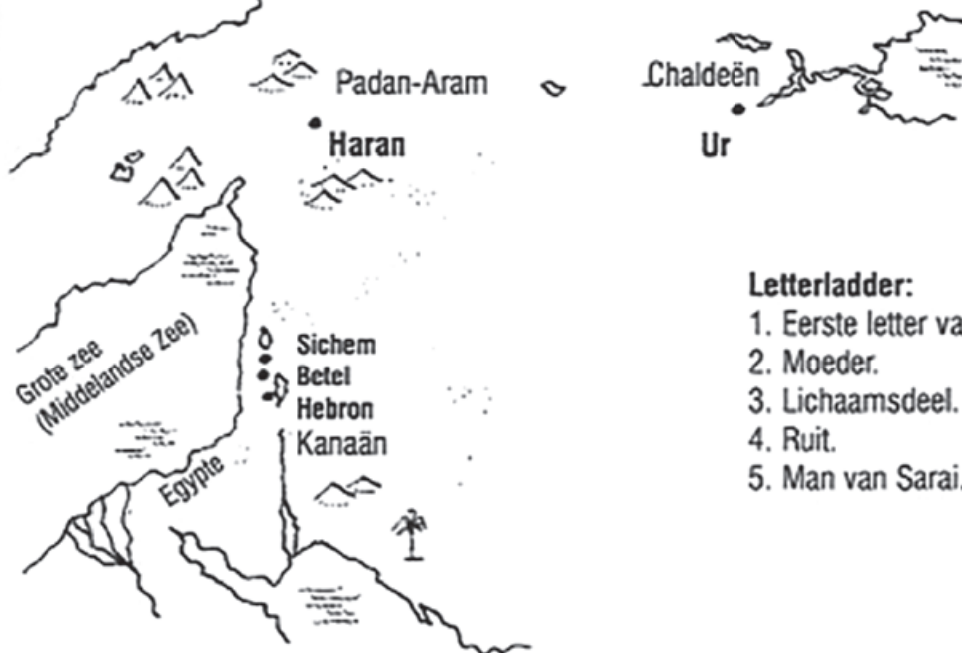 Padan-Aram
Chaldeën
Haran
Ur
Grote zee
(Middelandse Zee)
Sichem
Betel
Hebron
Kanaän
Egypte
Letterladder:
1. Eerste letter va
2. Moeder.
3. Lichaamsdeel.
4. Ruit.
5. Man van Sarai.